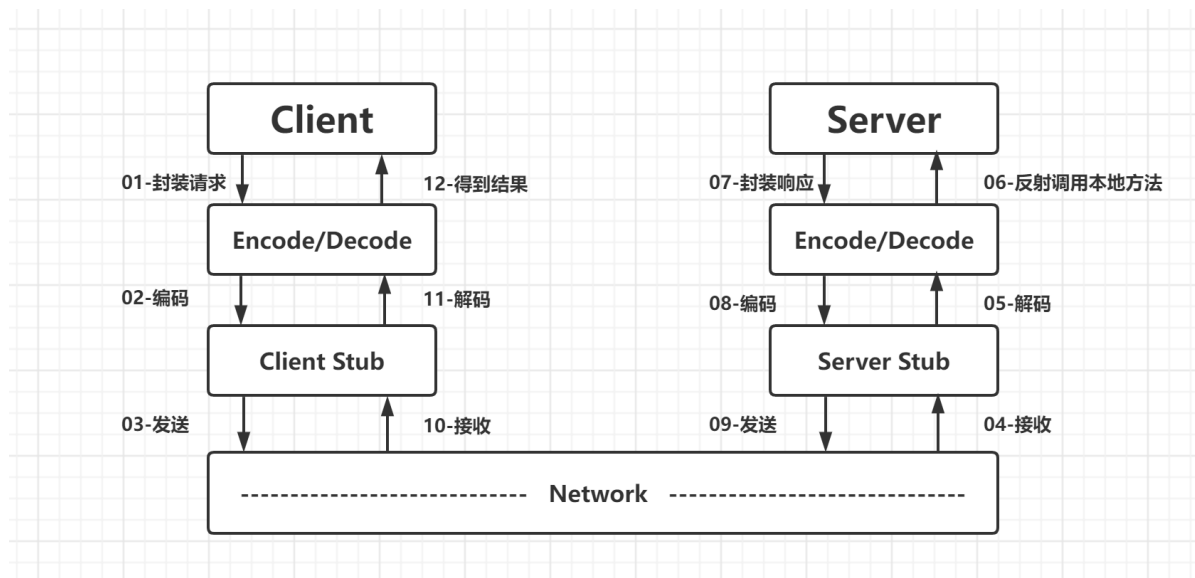 Client
Server
01-封装请求
12-得到结果
07-封装响应
06-反射调用本地方法
Encode/Decode
Encode/Decode
02-编码
11-解码
08-编码
05-解码
Client Stub
Server Stub
03-发送
10-接收
09-发送
04-接收
Network